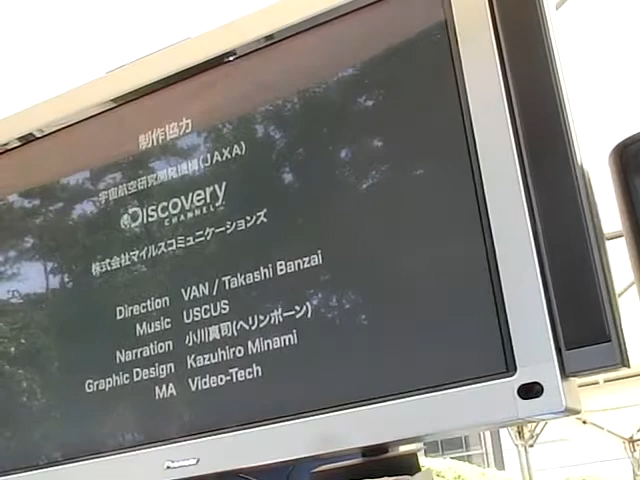 制作協力
宇宙航空研究開発機構(JAXA)
Discovery
CHANNEL
株式会社マイルスコミュニケーションズ
Direction VAN / Takashi Banzai
Music USCUS
Narration 小川真司(ヘリンボーン)
Graphic Design Kazuhiro Minami
MA Video-Tech
Pioneer